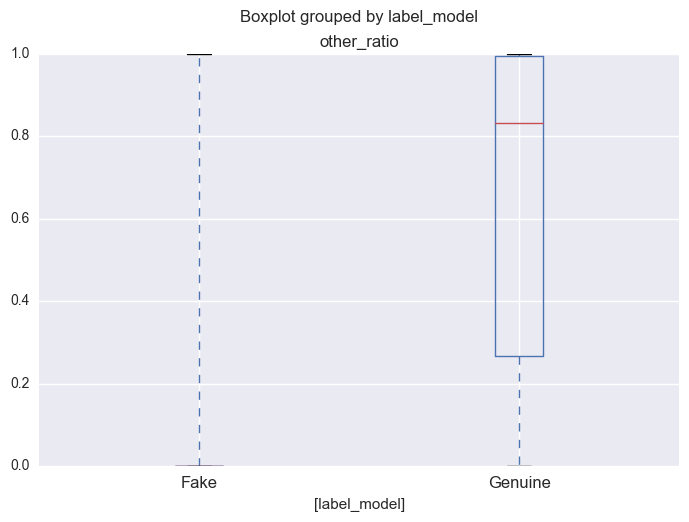 Boxplot grouped by label_model
other_ratio
1.0
0.8
0.6
0.4
0.2
0.0
Fake
Genuine
[label_model]